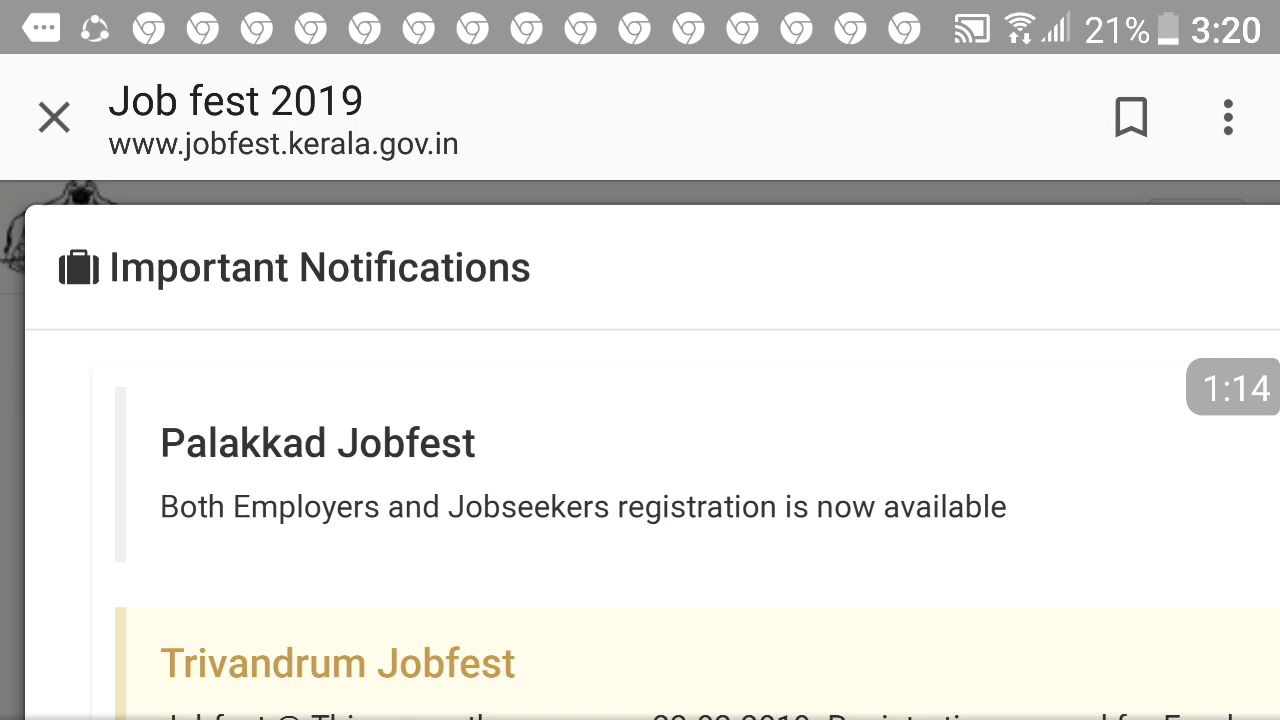 21% 3:20
Job fest 2019
www.jobfest.kerala.gov.in
Important Notifications
1:14
Palakkad Jobfest
Both Employers and Jobseekers registration is now available
Trivandrum Jobfest